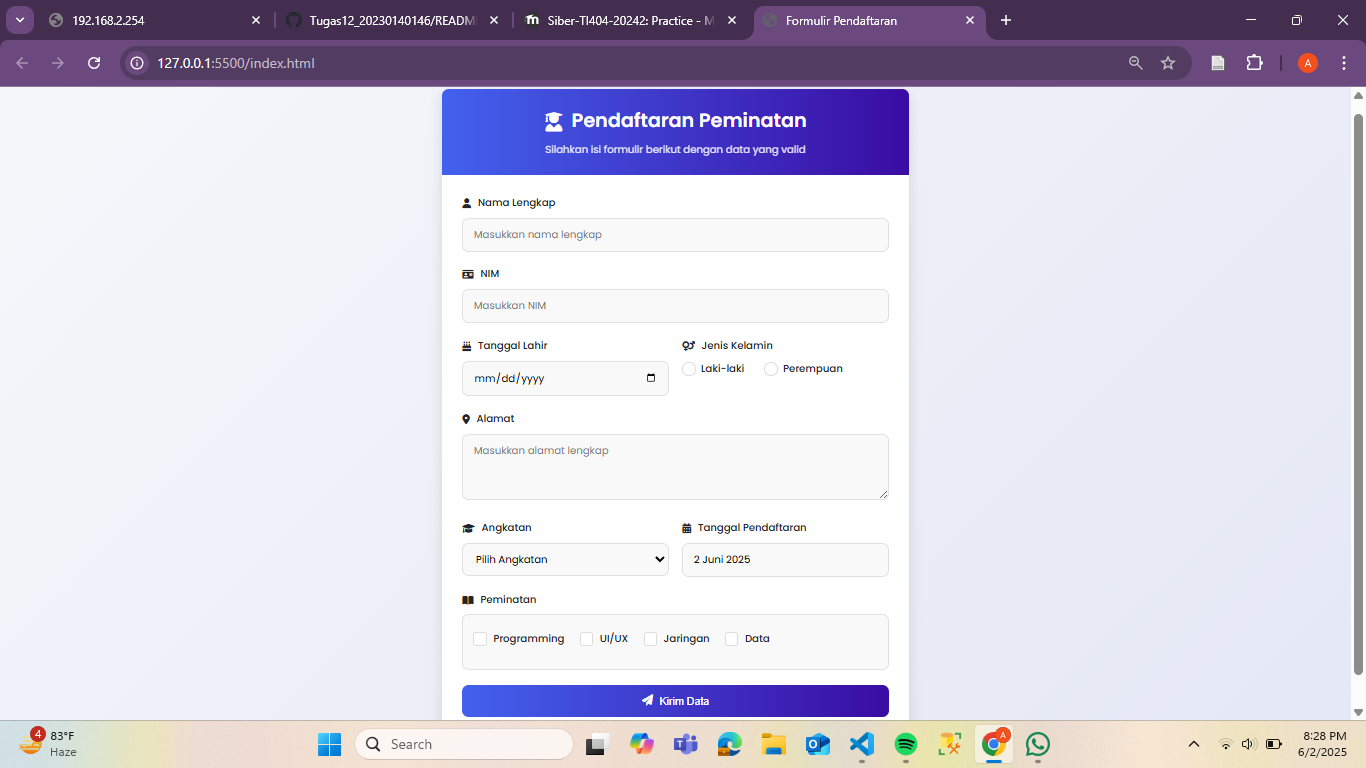 192.168.2.254
Tugas12_20230140146/READM
Siber-TI404-20242: Practice - M
Formulir Pendaftaran
127.0.0.1:5500/index.html
A
Pendaftaran Peminatan
Silahkan isi formulir berikut dengan data yang valid
Nama Lengkap
Masukkan nama lengkap
NIM
Masukkan NIM
Tanggal Lahir
Jenis Kelamin
mm/dd/yyyy
Laki-laki
Perempuan
Alamat
Masukkan alamat lengkap
Angkatan
Tanggal Pendaftaran
Pilih Angkatan
2 Juni 2025
Peminatan
Programming
UI/UX
Jaringan
Data
Kirim Data
4
83°F
Haze
Search
A
8:28 PM
6/2/2025